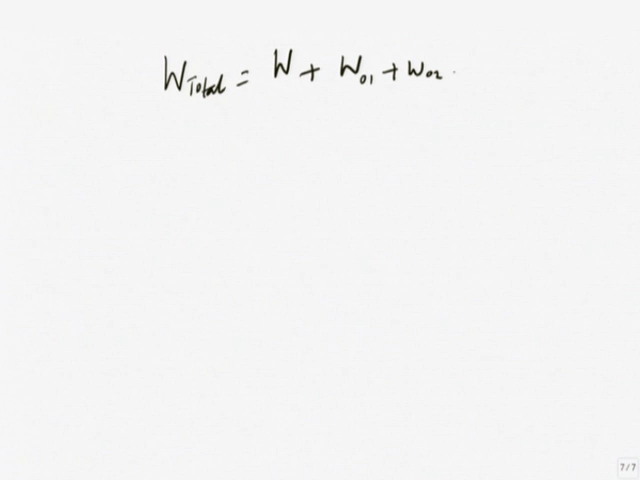 W_Total = W + W_01 + W_02.
7/7